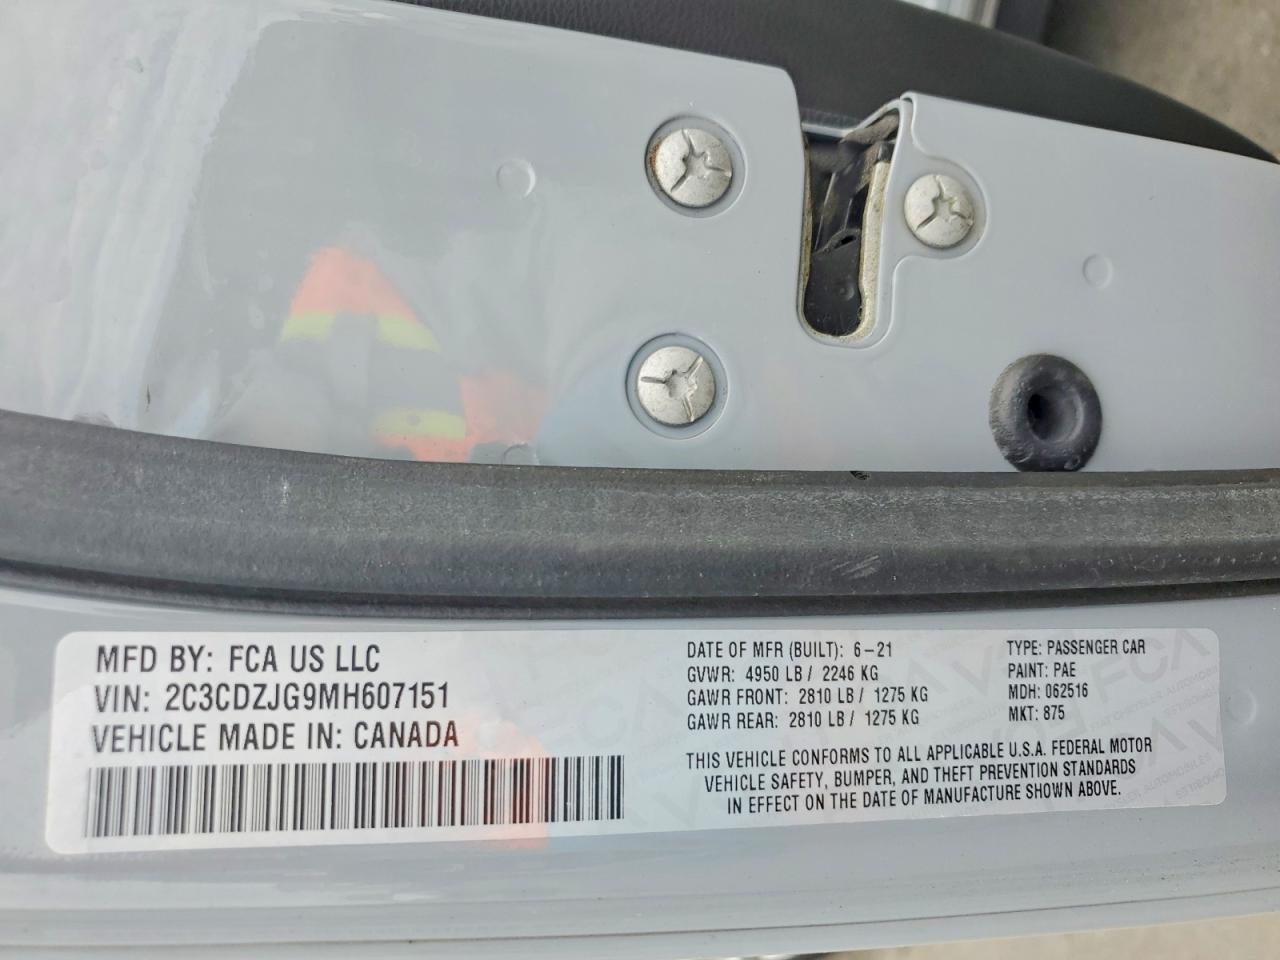 MFD BY: FCA US LLC
VIN: 2C3CDZJG9MH607151
VEHICLE MADE IN: CANADA
DATE OF MFR (BUILT): 6-21
GVWR: 4950 LB / 2246 KG
GAWR FRONT: 2810 LB / 1275 KG
GAWR REAR: 2810 LB / 1275 KG
TYPE: PASSENGER CAR
PAINT: PAE
MDH: 062516
MKT: 875
THIS VEHICLE CONFORMS TO ALL APPLICABLE U.S.A. FEDERAL MOTOR
VEHICLE SAFETY, BUMPER, AND THEFT PREVENTION STANDARDS
IN EFFECT ON THE DATE OF MANUFACTURE SHOWN ABOVE.